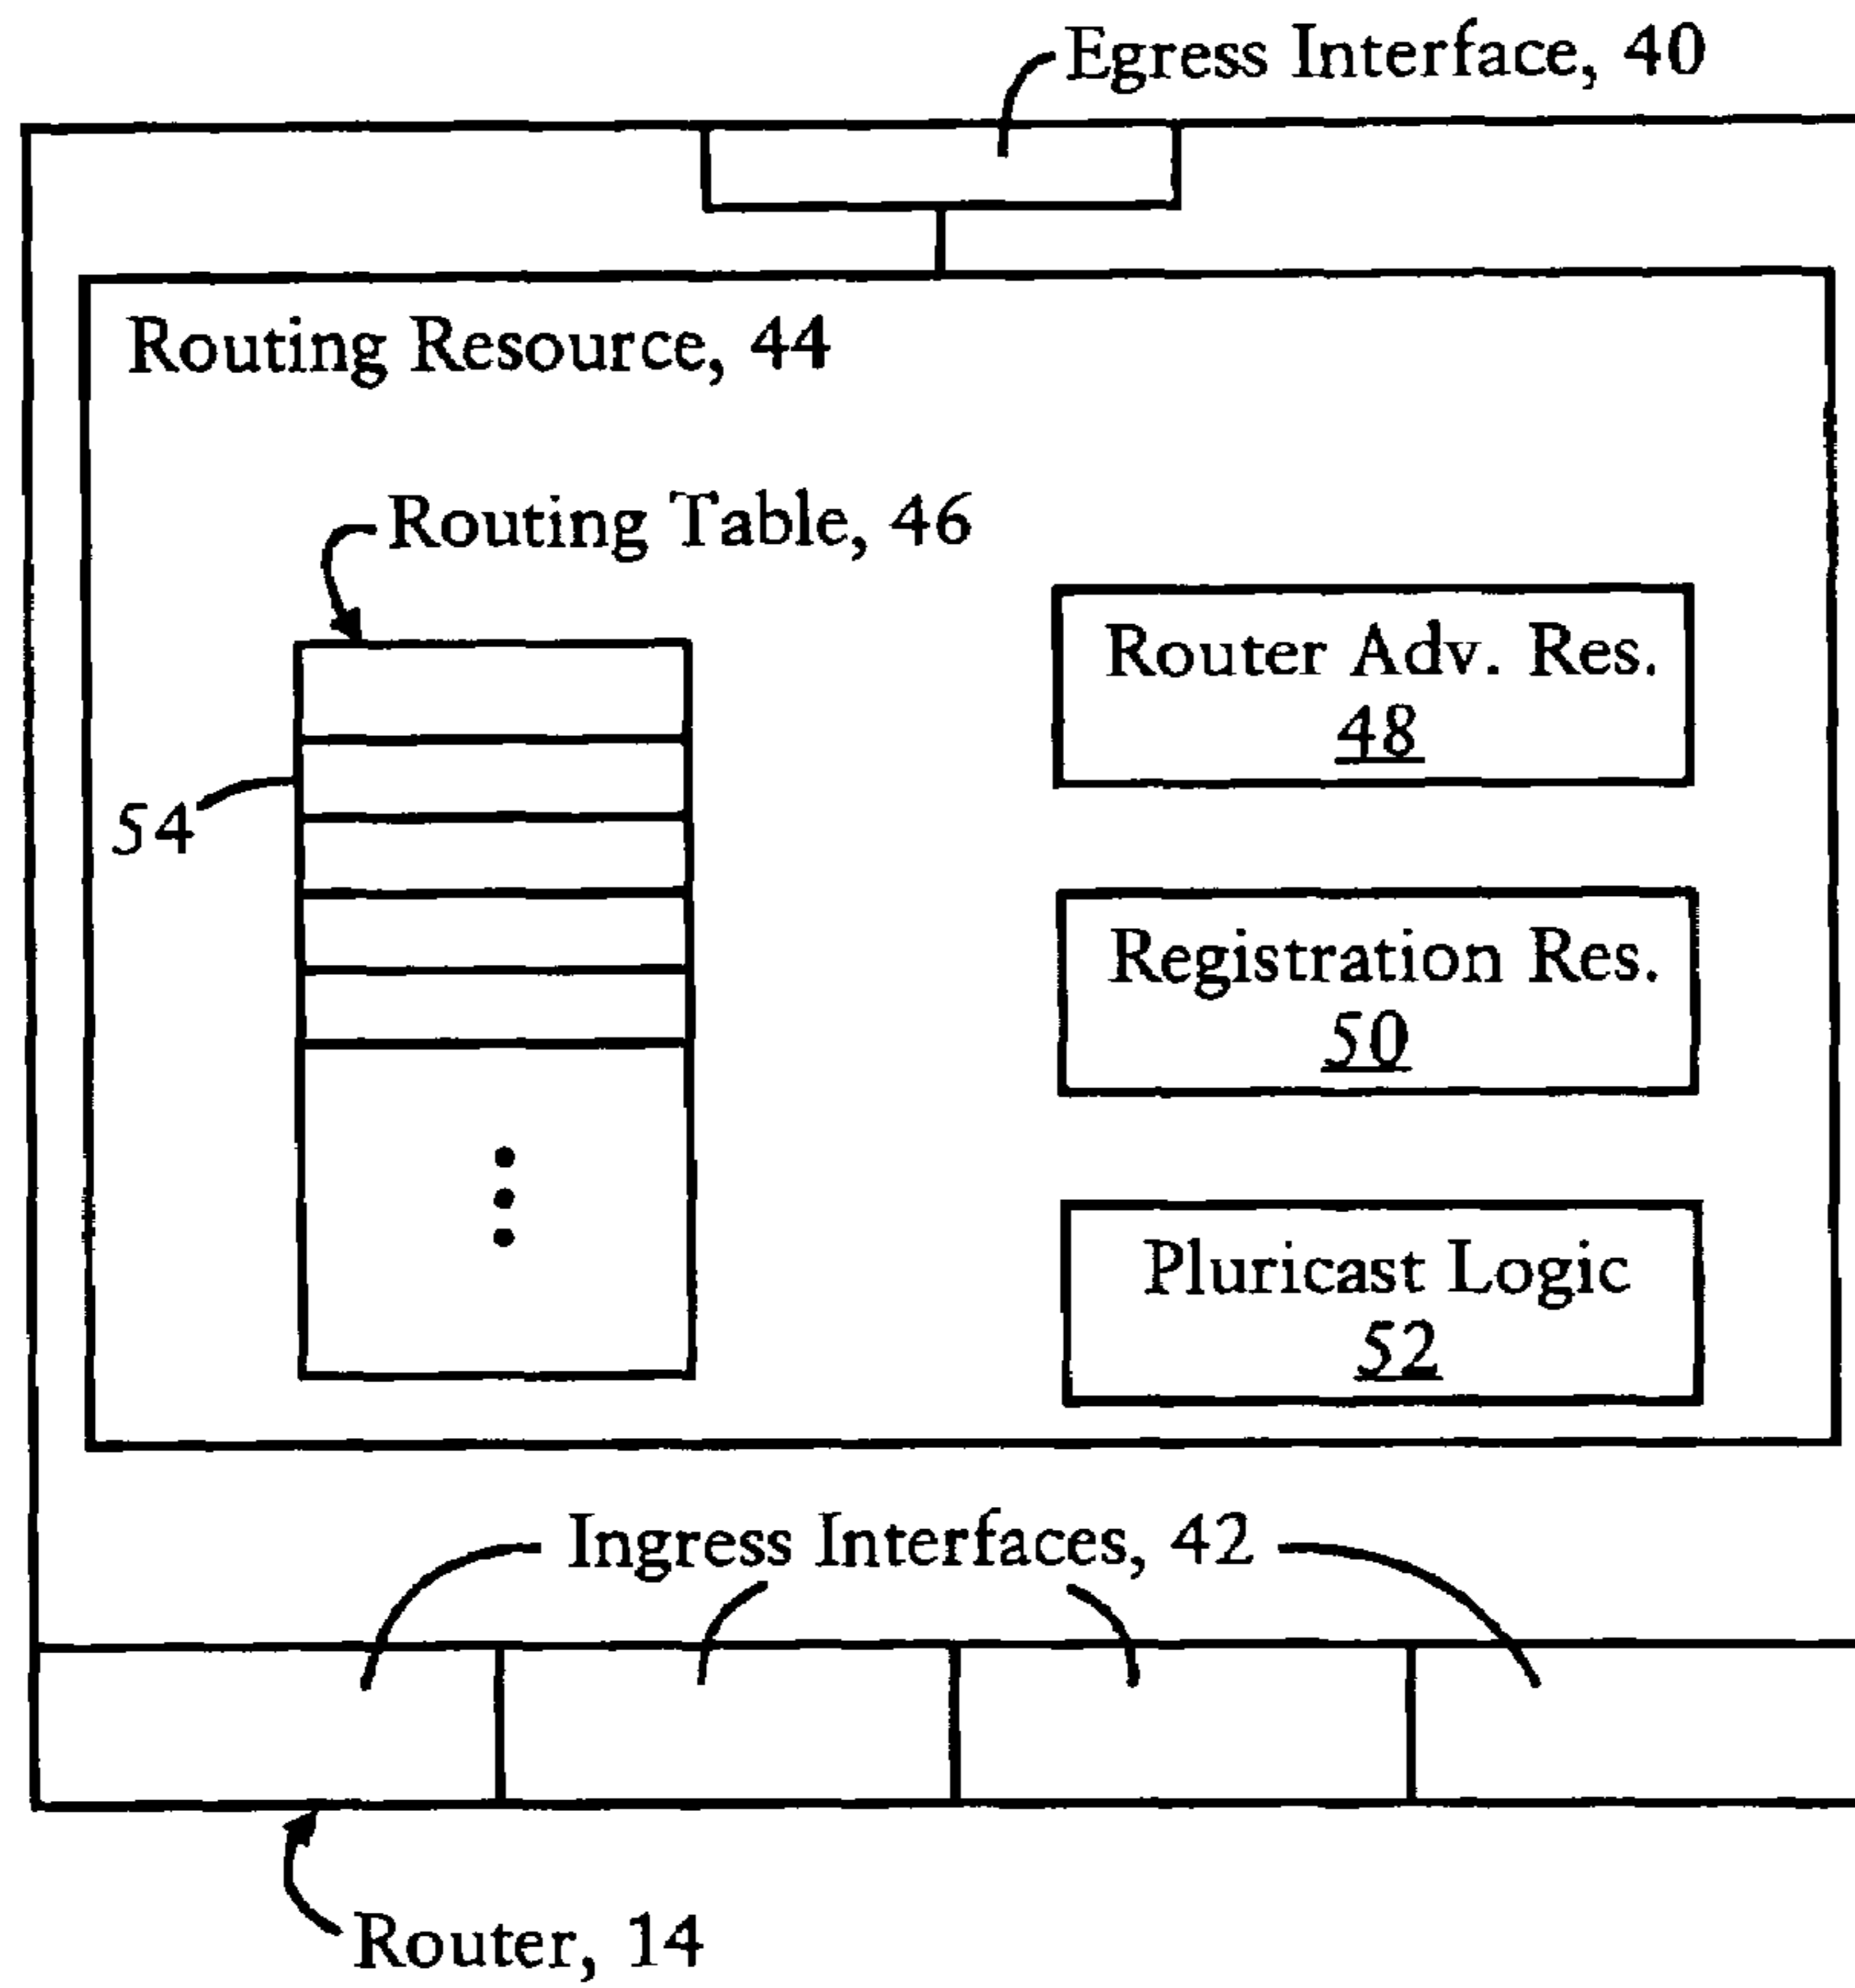 Egress Interface, 40
Routing Resource, 44
Routing Table, 46
Router Adv. Res.
48
54
Registration Res.
50
Pluricast Logic
52
Ingress Interfaces, 42
Router, 14